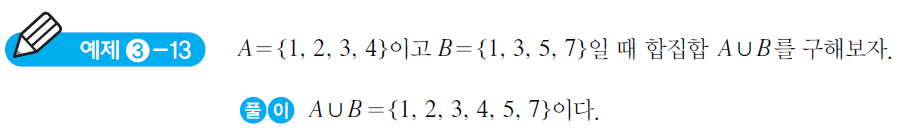 예제 3-13 A={1, 2, 3, 4}이고 B={1, 3, 5, 7}일 때 합집합 A∪B를 구해보자.
풀이 A∪B={1, 2, 3, 4, 5, 7}이다.